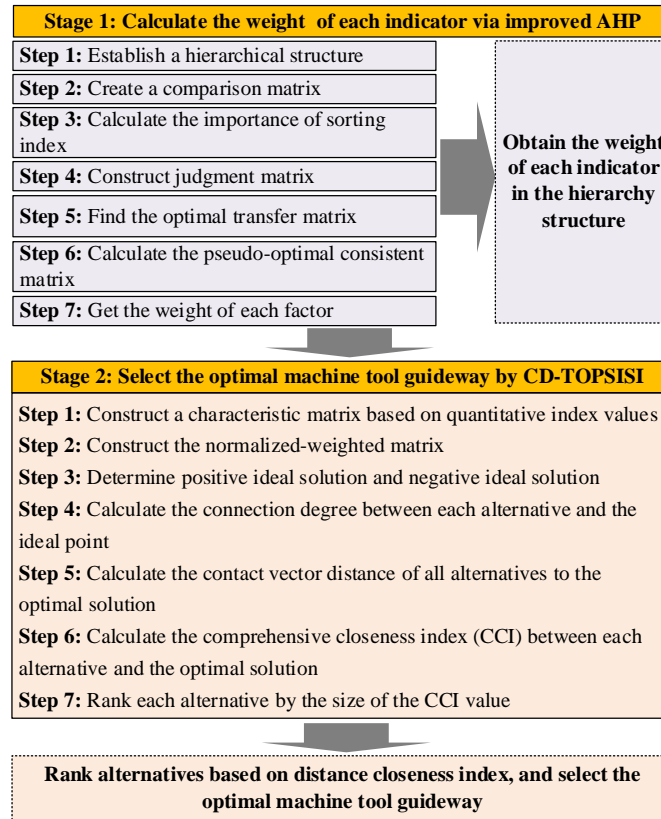 Stage 1: Calculate the weight of each indicator via improved AHP
Step 1: Establish a hierarchical structure
Step 2: Create a comparison matrix
Step 3: Calculate the importance of sorting
index
Step 4: Construct judgment matrix
Step 5: Find the optimal transfer matrix
Step 6: Calculate the pseudo-optimal consistent
matrix
Step 7: Get the weight of each factor
Obtain the weight
of each indicator
in the hierarchy
structure
Stage 2: Select the optimal machine tool guideway by CD-TOPSISI
Step 1: Construct a characteristic matrix based on quantitative index values
Step 2: Construct the normalized-weighted matrix
Step 3: Determine positive ideal solution and negative ideal solution
Step 4: Calculate the connection degree between each alternative and the
ideal point
Step 5: Calculate the contact vector distance of all alternatives to the
optimal solution
Step 6: Calculate the comprehensive closeness index (CCI) between each
alternative and the optimal solution
Step 7: Rank each alternative by the size of the CCI value
Rank alternatives based on distance closeness index, and select the
optimal machine tool guideway